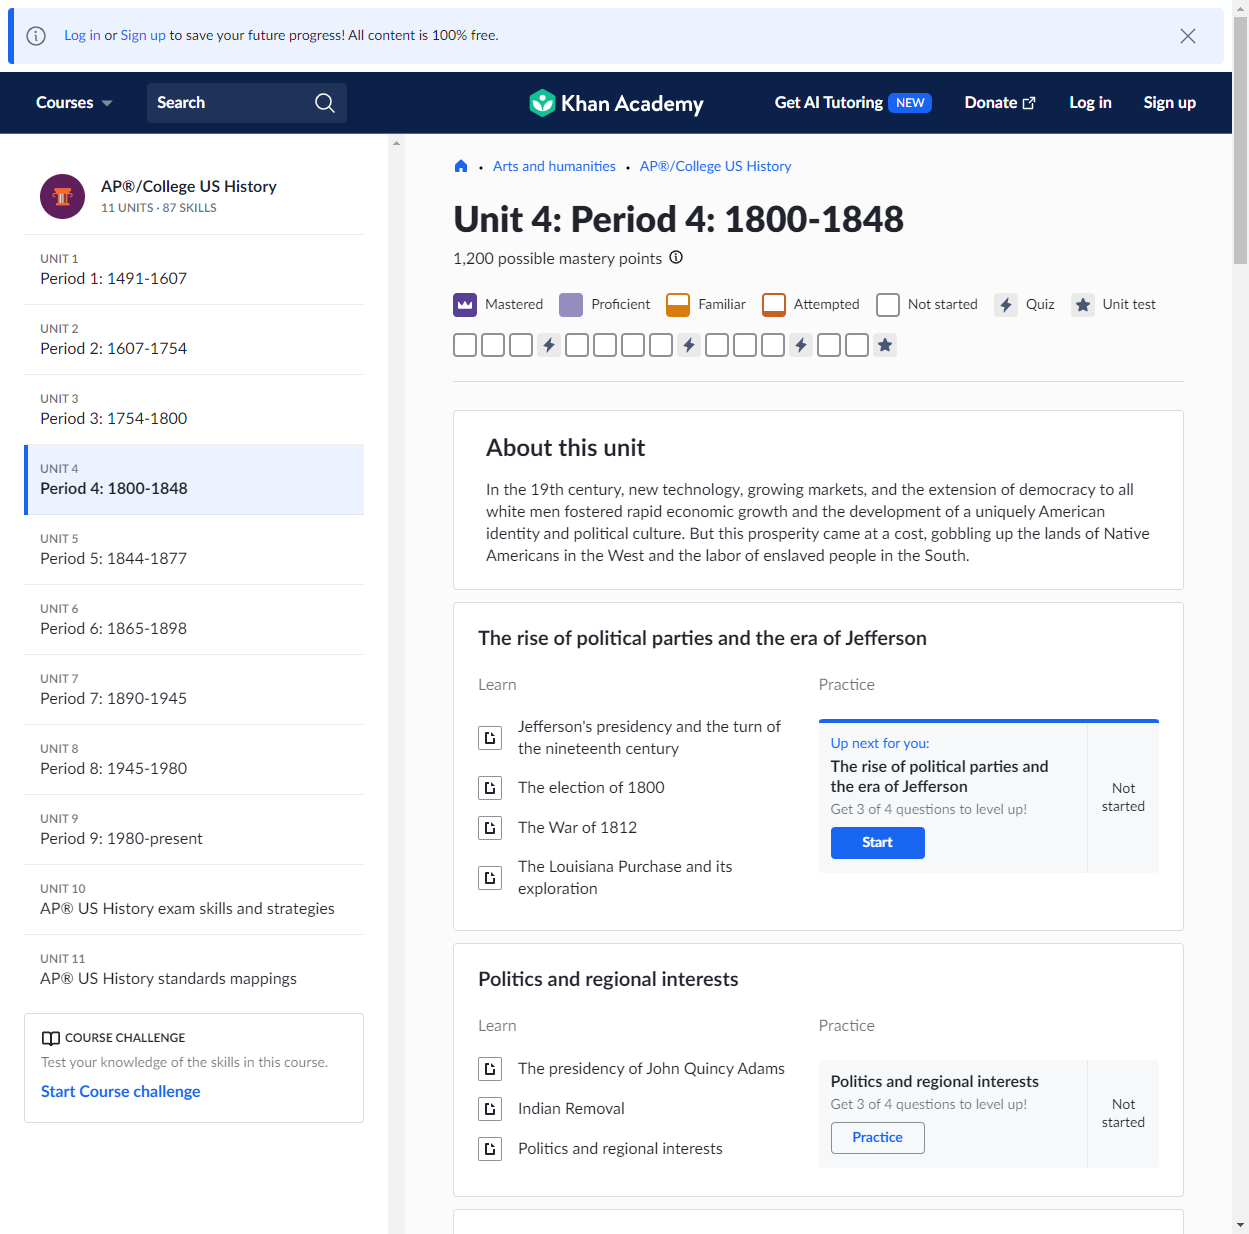 Log in or Sign up to save your future progress! All content is 100% free.
Courses
Search
Khan Academy
Get AI Tutoring NEW
Donate
Log in
Sign up
AP®/College US History
11 UNITS · 87 SKILLS
UNIT 1
Period 1: 1491-1607
UNIT 2
Period 2: 1607-1754
UNIT 3
Period 3: 1754-1800
UNIT 4
Period 4: 1800-1848
UNIT 5
Period 5: 1844-1877
UNIT 6
Period 6: 1865-1898
UNIT 7
Period 7: 1890-1945
UNIT 8
Period 8: 1945-1980
UNIT 9
Period 9: 1980-present
UNIT 10
AP® US History exam skills and strategies
UNIT 11
AP® US History standards mappings
COURSE CHALLENGE
Test your knowledge of the skills in this course.
Start Course challenge
• Arts and humanities • AP®/College US History
Unit 4: Period 4: 1800-1848
1,200 possible mastery points
Mastered
Proficient
Familiar
Attempted
Not started
Quiz
Unit test
About this unit
In the 19th century, new technology, growing markets, and the extension of democracy to all
white men fostered rapid economic growth and the development of a uniquely American
identity and political culture. But this prosperity came at a cost, gobbling up the lands of Native
Americans in the West and the labor of enslaved people in the South.
The rise of political parties and the era of Jefferson
Learn
Jefferson's presidency and the turn of
the nineteenth century
The election of 1800
The War of 1812
The Louisiana Purchase and its
exploration
Practice
Up next for you:
The rise of political parties and
the era of Jefferson
Get 3 of 4 questions to level up!
Start
Not
started
Politics and regional interests
Learn
The presidency of John Quincy Adams
Indian Removal
Politics and regional interests
Practice
Politics and regional interests
Get 3 of 4 questions to level up!
Practice
Not
started